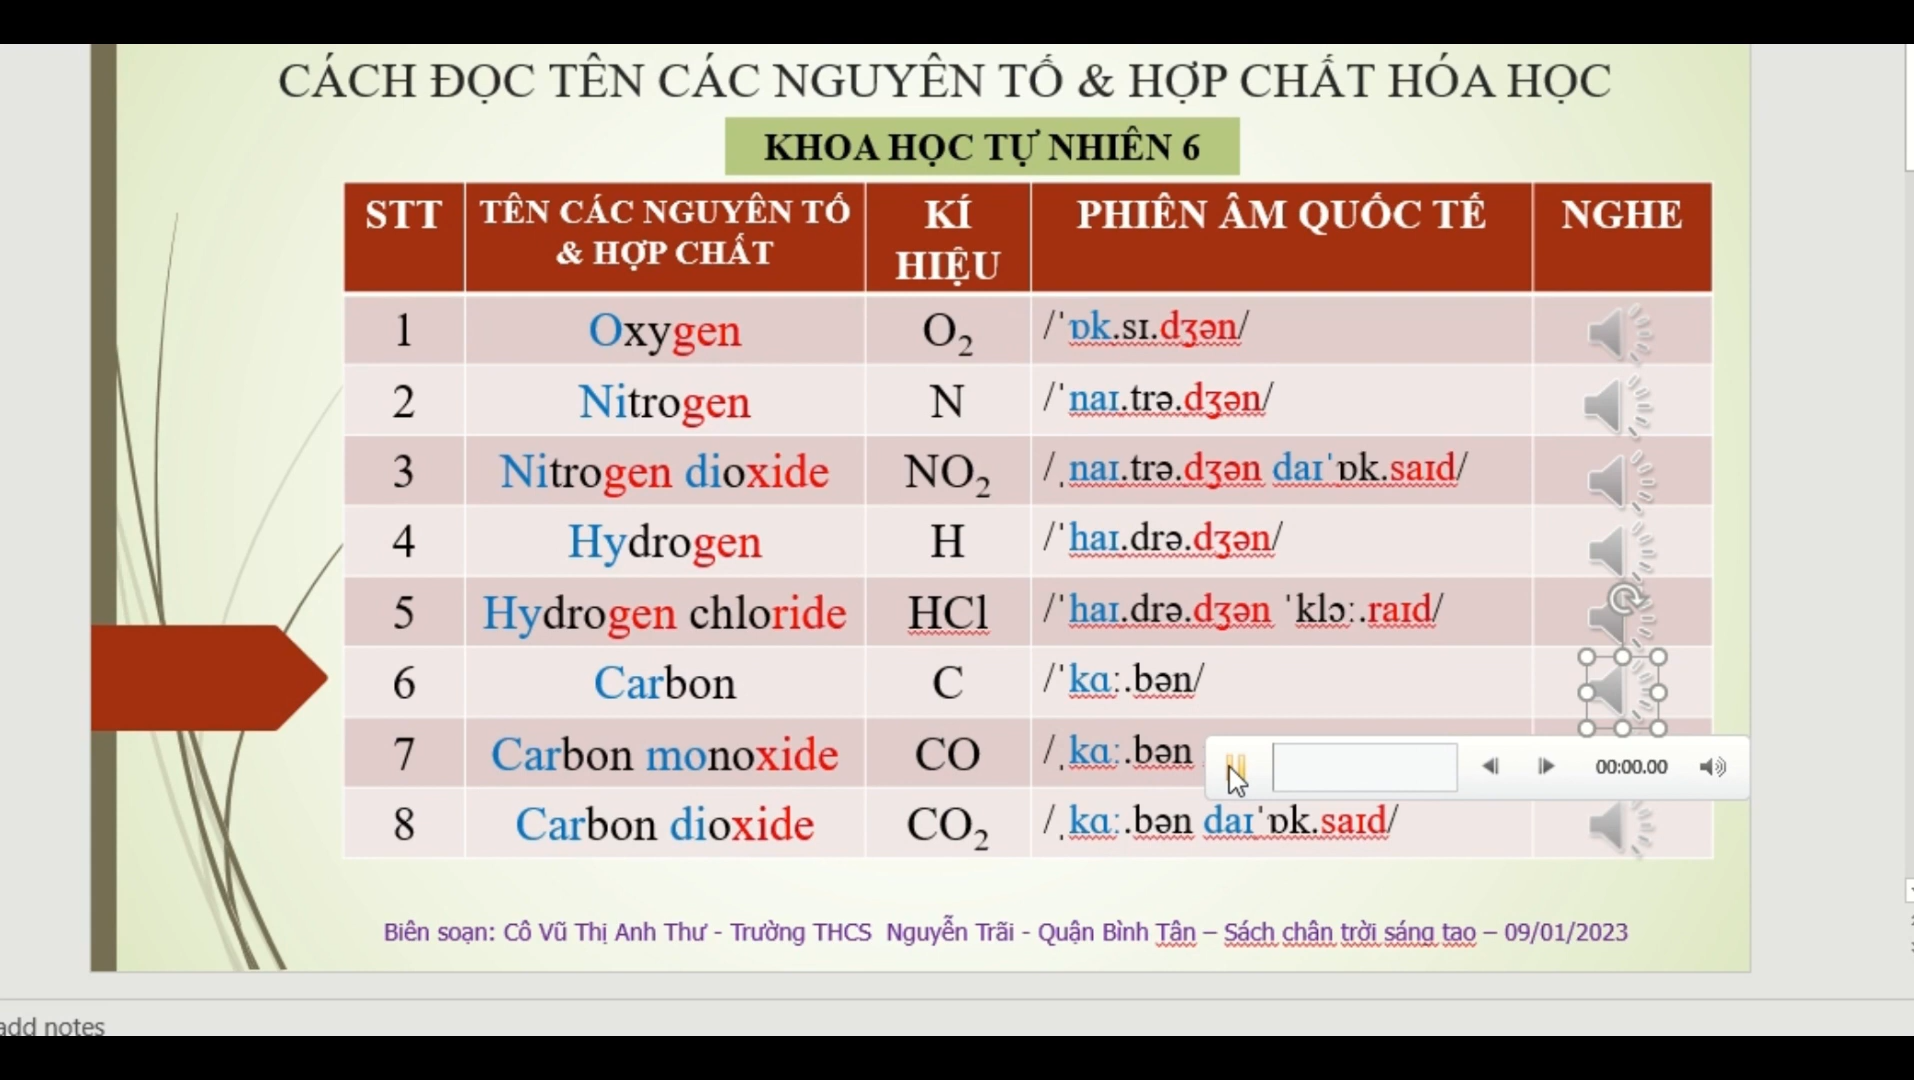 CÁCH ĐỌC TÊN CÁC NGUYÊN TỐ & HỢP CHẤT HÓA HỌC
KHOA HỌC TỰ NHIÊN 6
STT TÊN CÁC NGUYÊN TỐ & HỢP CHẤT KÍ HIỆU PHIÊN ÂM QUỐC TẾ NGHE
1 Oxygen O₂ /ˈɒk.sɪ.dʒən/
2 Nitrogen N /ˈnaɪ.trə.dʒən/
3 Nitrogen dioxide NO₂ /ˌnaɪ.trə.dʒən daɪˈɒk.saɪd/
4 Hydrogen H /ˈhaɪ.drə.dʒən/
5 Hydrogen chloride HCl /ˈhaɪ.drə.dʒən ˈklɔː.raɪd/
6 Carbon C /ˈkɑː.bən/
7 Carbon monoxide CO /ˌkɑː.bən
00:00.00
8 Carbon dioxide CO₂ /ˌkɑː.bən daɪˈɒk.saɪd/
Biên soạn: Cô Vũ Thị Anh Thư - Trường THCS Nguyễn Trãi - Quận Bình Tân – Sách chân trời sáng tạo – 09/01/2023
add notes